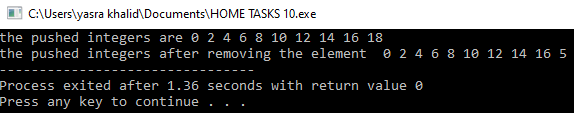 C:\Users\yasra khalid\Documents\HOME TASKS 10.exe
the pushed integers are 0 2 4 6 8 10 12 14 16 18
the pushed integers after removing the element  0 2 4 6 8 10 12 14 16 5
--------------------------------
Process exited after 1.36 seconds with return value 0
Press any key to continue . . .